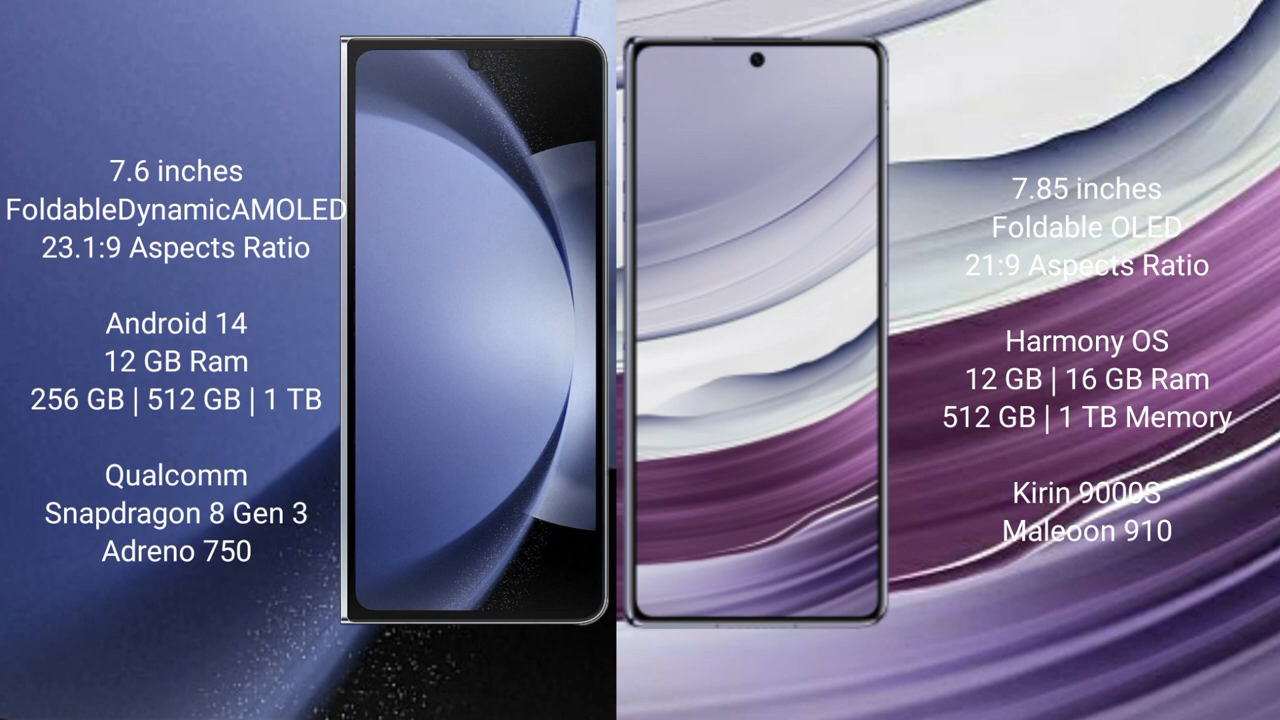 7.6 inches
FoldableDynamicAMOLED
23.1:9 Aspects Ratio
Android 14
12 GB Ram
256 GB | 512 GB | 1 TB
Qualcomm
Snapdragon 8 Gen 3
Adreno 750
7.85 inches
Foldable OLED
21:9 Aspects Ratio
Harmony OS
12 GB | 16 GB Ram
512 GB | 1 TB Memory
Kirin 9000S
Maleoon 910